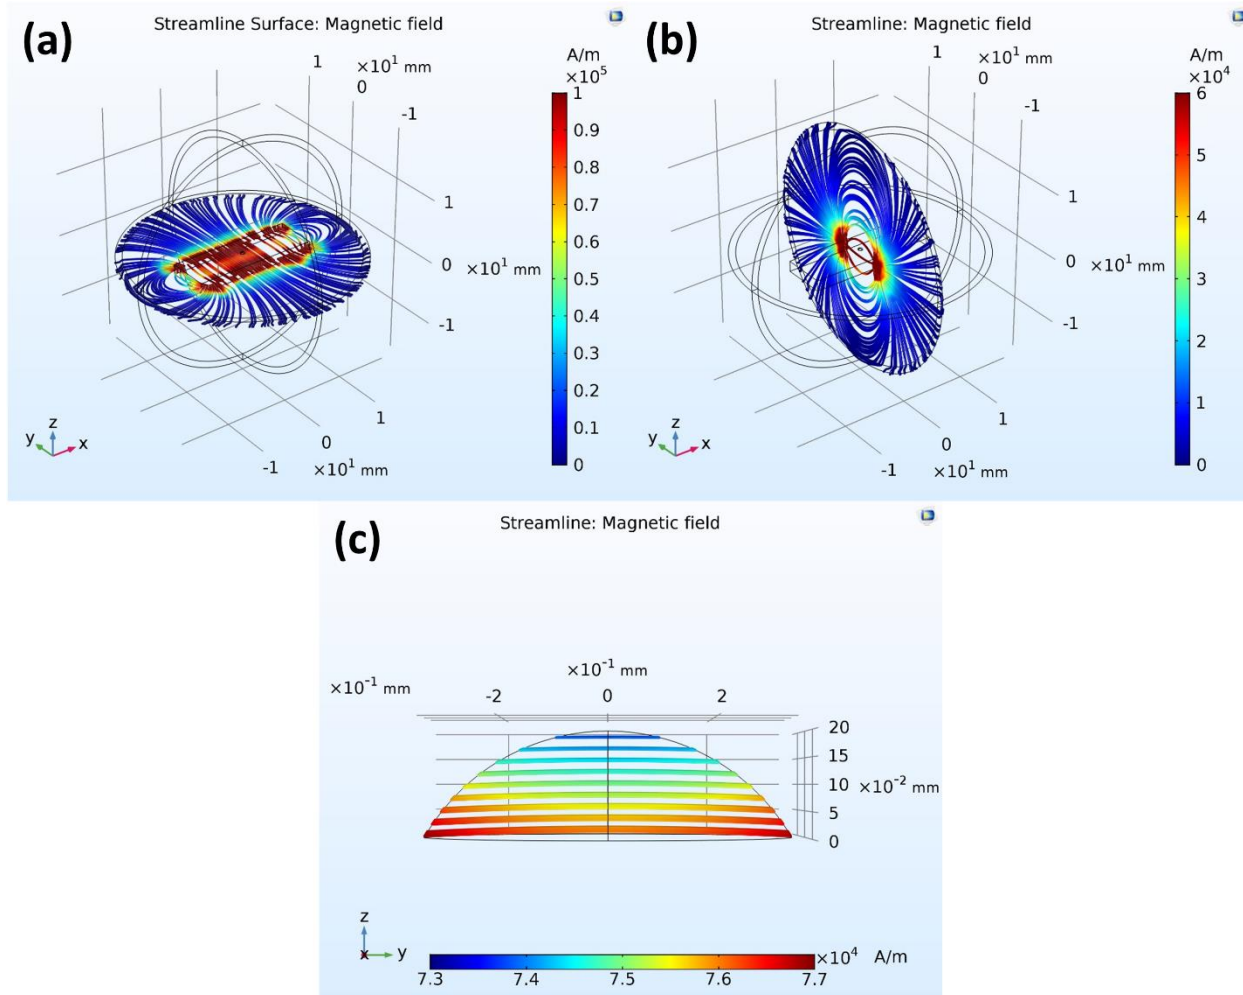 (a)
Streamline Surface: Magnetic field
A/m
×10⁵
1
×10¹ mm
0
-1
1
0.9
0.8
0.7
0.6
0.5
0.4
0.3
0.2
0.1
0
1
0 ×10¹ mm
-1
1
0
-1 ×10¹ mm
z
y x
(b)
Streamline: Magnetic field
A/m
×10⁴
1
×10¹ mm
0
-1
6
5
4
3
2
1
0
1
0 ×10¹ mm
-1
1
0
-1 ×10¹ mm
z
y x
(c)
Streamline: Magnetic field
×10⁻¹ mm
×10⁻¹ mm
-2 0 2
20
15
10 ×10⁻² mm
5
0
z
x y
×10⁴ A/m
7.3 7.4 7.5 7.6 7.7